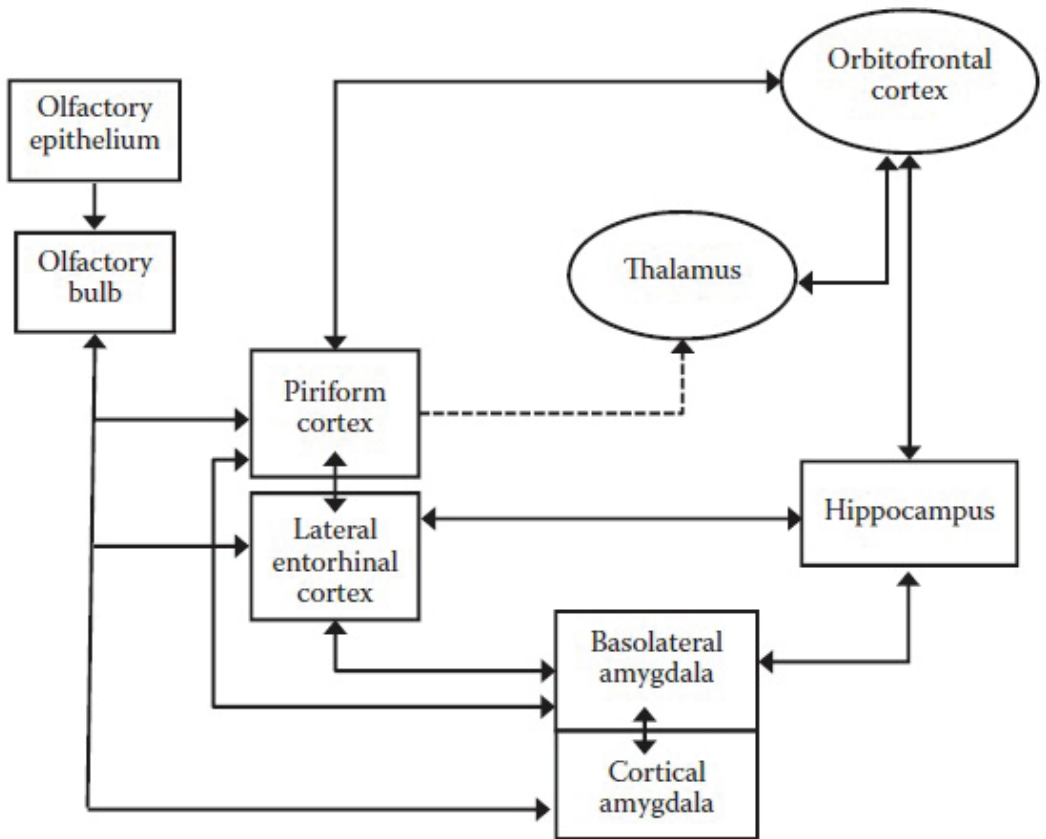 Orbitofrontal
cortex
Olfactory
epithelium
Olfactory
bulb
Thalamus
Piriform
cortex
Lateral
entorhinal
cortex
Hippocampus
Basolateral
amygdala
Cortical
amygdala